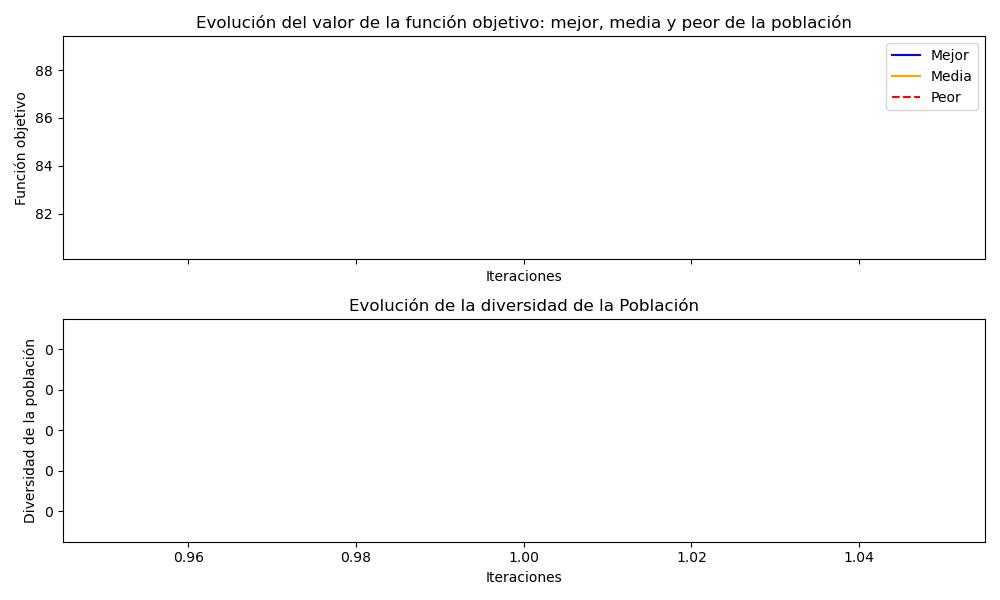 Evolución del valor de la función objetivo: mejor, media y peor de la población
Función objetivo
88
86
84
82
Mejor
Media
Peor
Iteraciones
Evolución de la diversidad de la Población
Diversidad de la población
0
0
0
0
0
0.96 0.98 1.00 1.02 1.04
Iteraciones